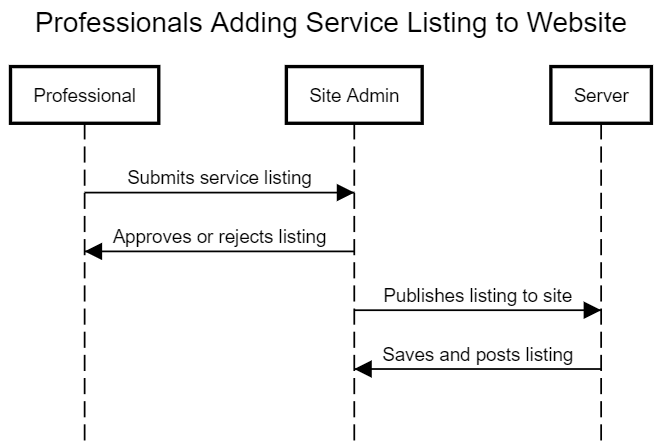 Professionals Adding Service Listing to Website
Professional
Site Admin
Server
Submits service listing
Approves or rejects listing
Publishes listing to site
Saves and posts listing